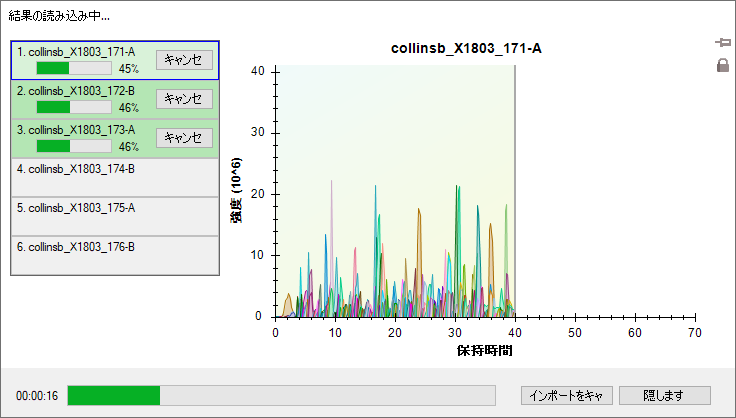 結果の読み込み中...
1. collinsb_X1803_171-A
45%
キャンセ
2. collinsb_X1803_172-B
46%
キャンセ
3. collinsb_X1803_173-A
46%
キャンセ
4. collinsb_X1803_174-B
5. collinsb_X1803_175-A
6. collinsb_X1803_176-B
collinsb_X1803_171-A
強度 (10^6)
40
30
20
10
0
0 10 20 30 40 50 60 70
保持時間
00:00:16
インポートをキャ
隠します